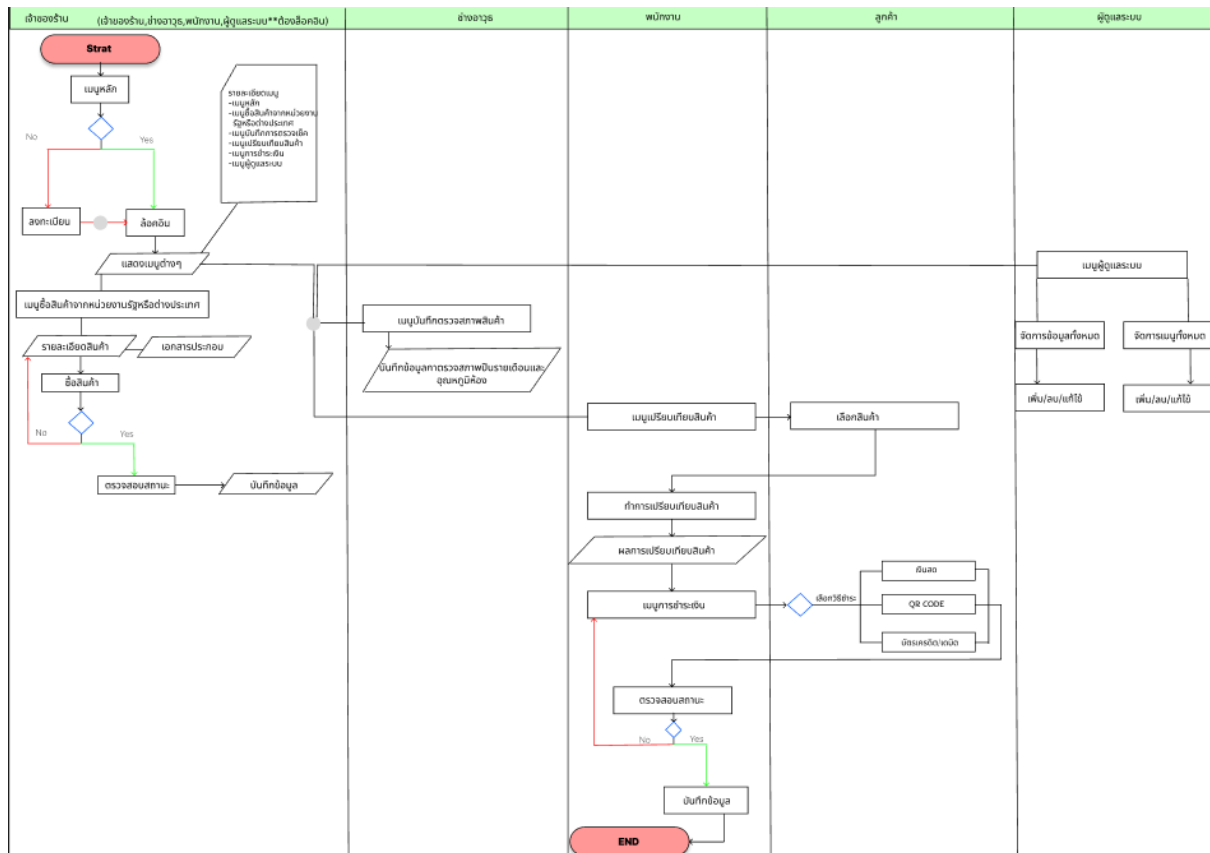 เจ้าของร้าน (เจ้าของร้าน,ช่างอาวุธ,พนักงาน,ผู้ดูแลระบบ**ต้องล็อคอิน)
ช่างอาวุธ
พนักงาน
ลูกค้า
ผู้ดูแลระบบ
Strat
เมนูหลัก
No
Yes
ลงทะเบียน
ล้อคอิน
รายละเอียดเมนู
-เมนูหลัก
-เมนูซื้อสินค้าจากหน่วยงาน
รัฐหรือต่างประเทศ
-เมนูบันทึกการตรวจเช็ค
-เมนูเปรียบเทียบสินค้า
-เมนูการชำระเงิน
-เมนูผู้ดูแลระบบ
แสดงเมนูต่างๆ
เมนูซื้อสินค้าจากหน่วยงานรัฐหรือต่างประเทศ
รายละเอียดสินค้า
เอกสารประกอบ
ซื้อสินค้า
No
Yes
ตรวจสอบสถานะ
บันทึกข้อมูล
เมนูบันทึกตรวจสภาพสินค้า
บันทึกข้อมูลกาตรวจสภาพปืนรายเดือนและ
อุณหภูมิห้อง
เมนูเปรียบเทียบสินค้า
เลือกสินค้า
ทำการเปรียบเทียบสินค้า
ผลการเปรียบเทียบสินค้า
เมนูการชำระเงิน
เลือกวิธีชำระ
เงินสด
QR CODE
บัตรเครดิต/เดบิต
ตรวจสอบสถานะ
No
Yes
บันทึกข้อมูล
END
เมนูผู้ดูแลระบบ
จัดการข้อมูลทั้งหมด
จัดการเมนูทั้งหมด
เพิ่ม/ลบ/แก้ไข้
เพิ่ม/ลบ/แก้ไข้